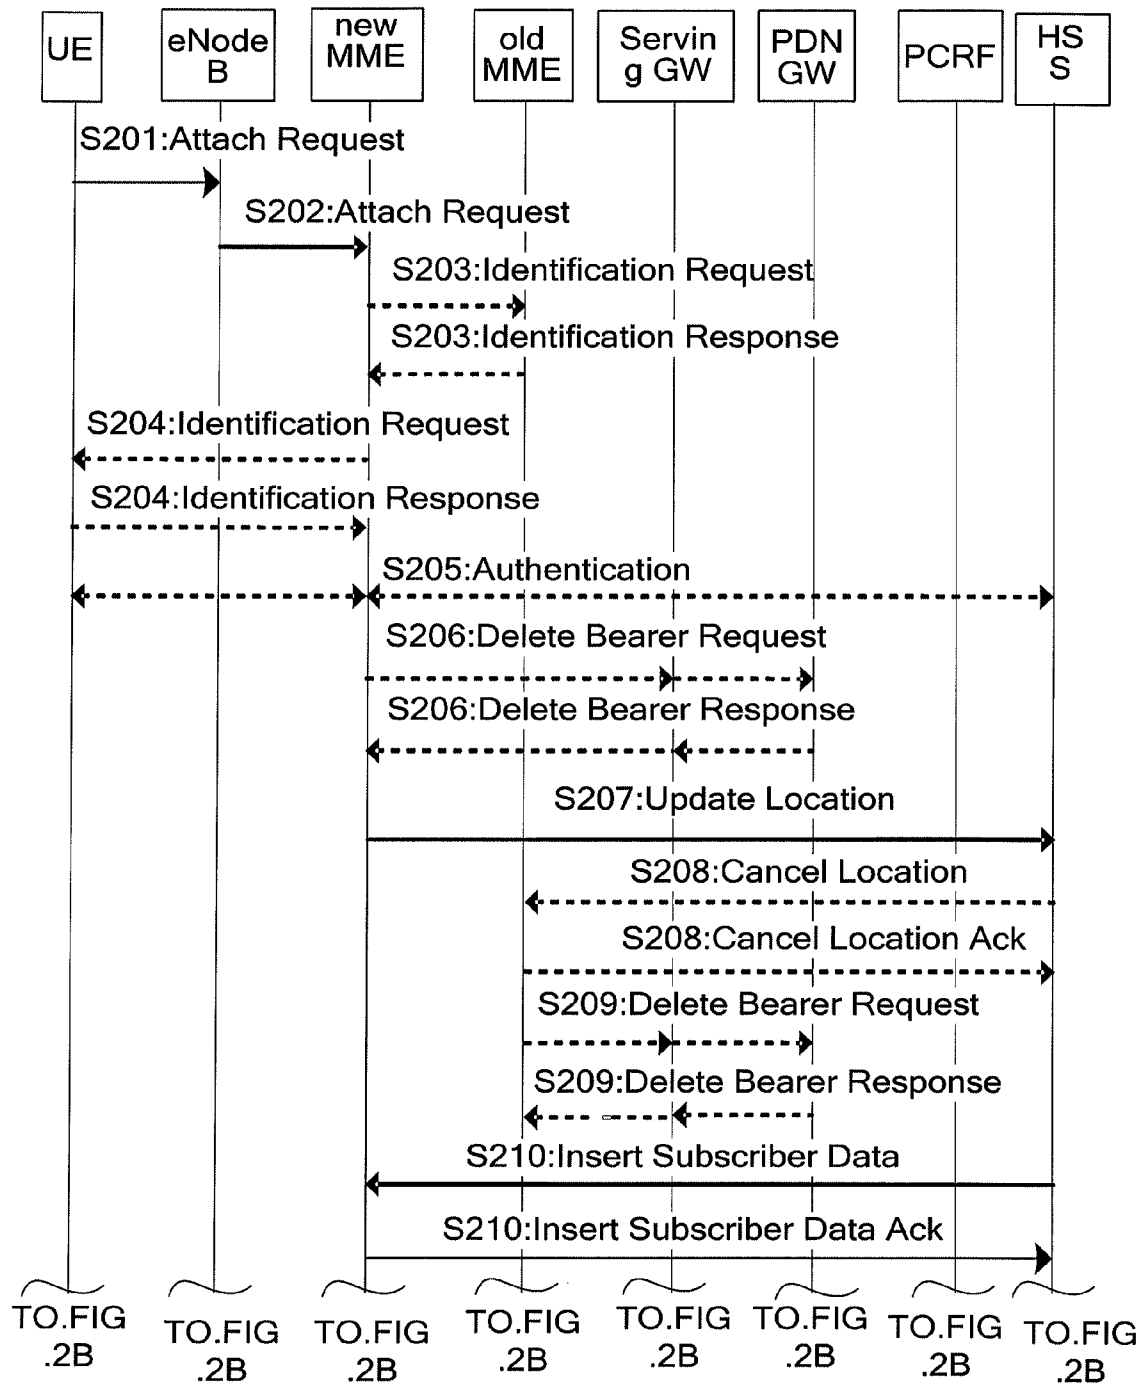 UE
eNode
B
new
MME
old
MME
Servin
g GW
PDN
GW
PCRF
HS
S
S201:Attach Request
S202:Attach Request
S203:Identification Request
S203:Identification Response
S204:Identification Request
S204:Identification Response
S205:Authentication
S206:Delete Bearer Request
S206:Delete Bearer Response
S207:Update Location
S208:Cancel Location
S208:Cancel Location Ack
S209:Delete Bearer Request
S209:Delete Bearer Response
S210:Insert Subscriber Data
S210:Insert Subscriber Data Ack
TO.FIG
.2B
TO.FIG
.2B
TO.FIG
.2B
TO.FIG
.2B
TO.FIG
.2B
TO.FIG
.2B
TO.FIG
.2B
TO.FIG
.2B